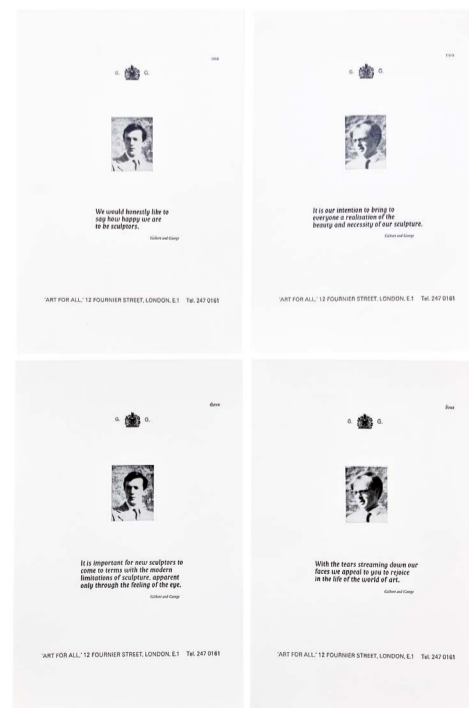 one
G. G.
We would honestly like to
say how happy we are
to be sculptors.
Gilbert and George
'ART FOR ALL,' 12 FOURNIER STREET, LONDON, E.1 Tel. 247 0161
two
G. G.
It is our intention to bring to
everyone a realisation of the
beauty and necessity of our sculpture.
Gilbert and George
'ART FOR ALL,' 12 FOURNIER STREET, LONDON, E.1 Tel. 247 0161
three
G. G.
It is important for new sculptors to
come to terms with the modern
limitations of sculpture, apparent
only through the feeling of the eye.
Gilbert and George
'ART FOR ALL,' 12 FOURNIER STREET, LONDON, E.1 Tel. 247 0161
four
G. G.
With the tears streaming down our
faces we appeal to you to rejoice
in the life of the world of art.
Gilbert and George
'ART FOR ALL,' 12 FOURNIER STREET, LONDON, E.1 Tel. 247 0161